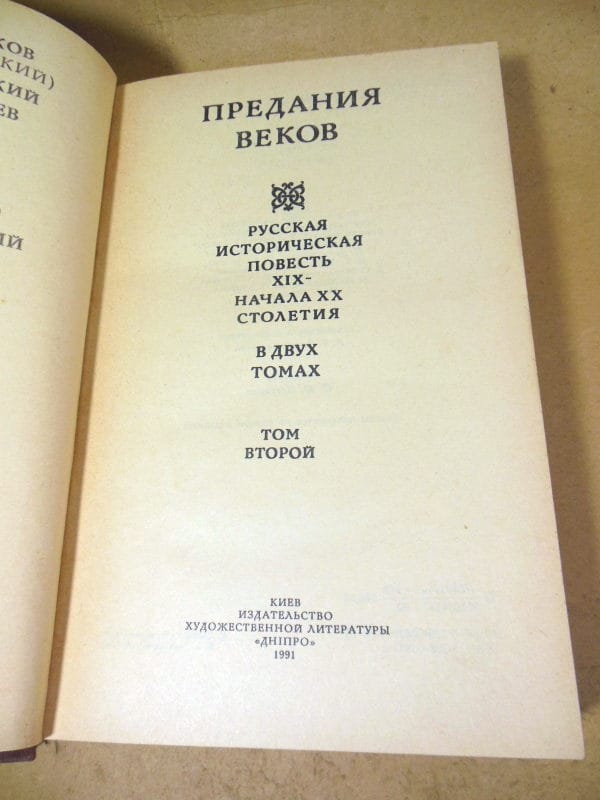 ПРЕДАНИЯ
ВЕКОВ
РУССКАЯ
ИСТОРИЧЕСКАЯ
ПОВЕСТЬ
XIX-
НАЧАЛА XX
СТОЛЕТИЯ
В ДВУХ
ТОМАХ
ТОМ
ВТОРОЙ
КИЕВ
ИЗДАТЕЛЬСТВО
ХУДОЖЕСТВЕННОЙ ЛИТЕРАТУРЫ
«ДНІПРО»
1991